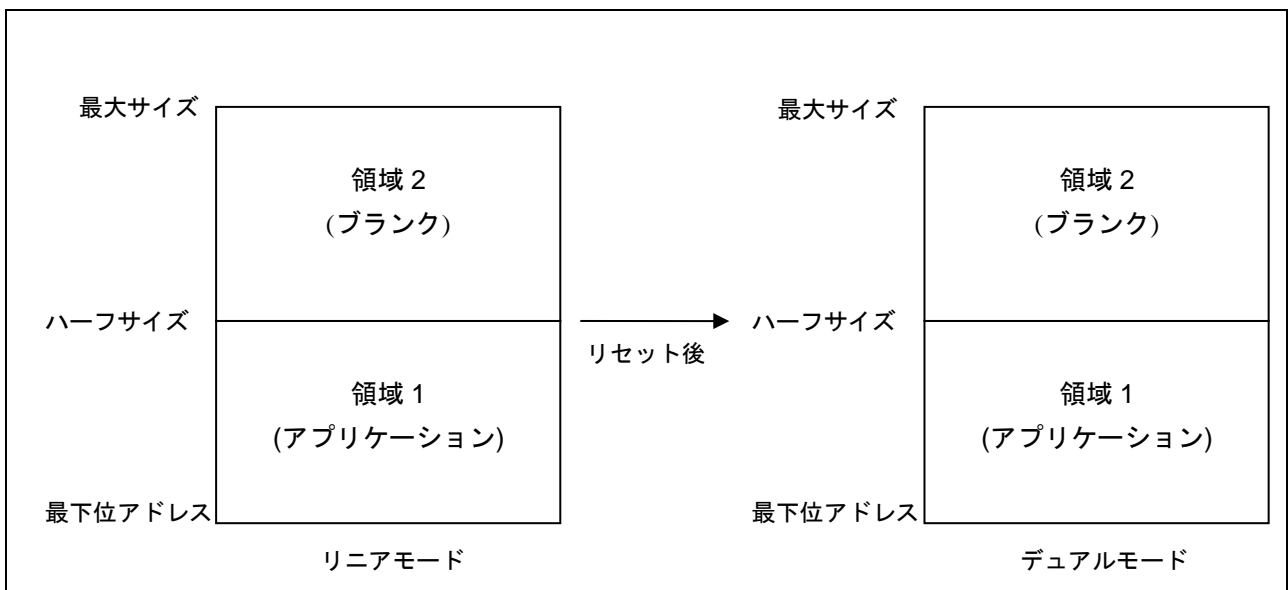 最大サイズ
領域 2
(ブランク)
ハーフサイズ
領域 1
(アプリケーション)
最下位アドレス
リニアモード
リセット後
最大サイズ
領域 2
(ブランク)
ハーフサイズ
領域 1
(アプリケーション)
最下位アドレス
デュアルモード